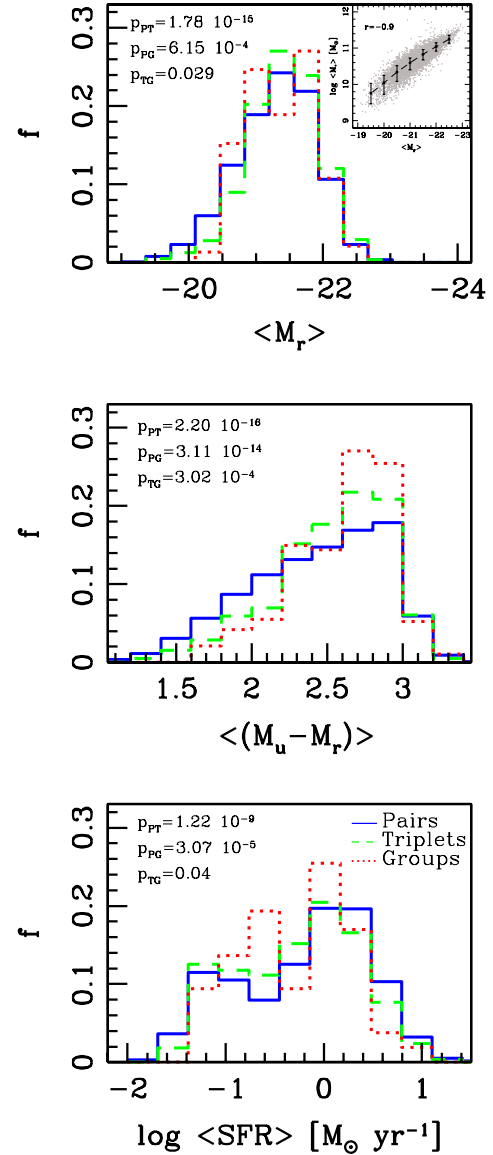 p_PT=1.78 10^-15
p_PG=6.15 10^-4
p_TG=0.029
r=-0.9
log <M_*> [M_⊙]
12
11
10
9
-19 -20 -21 -22 -23
<M_r>
f
0.3
0.2
0.1
0
-20 -22 -24
<M_r>
p_PT=2.20 10^-16
p_PG=3.11 10^-14
p_TG=3.02 10^-4
f
0.3
0.2
0.1
0
1.5 2 2.5 3
<(M_u-M_r)>
p_PT=1.22 10^-9
p_PG=3.07 10^-5
p_TG=0.04
Pairs
Triplets
Groups
f
0.3
0.2
0.1
0
-2 -1 0 1
log <SFR> [M_⊙ yr^-1]